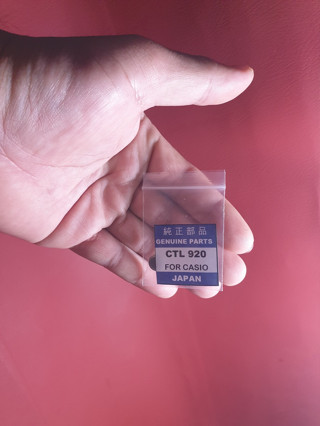 純正部品
GENUINE PARTS
CTL 920
FOR CASIO
JAPAN